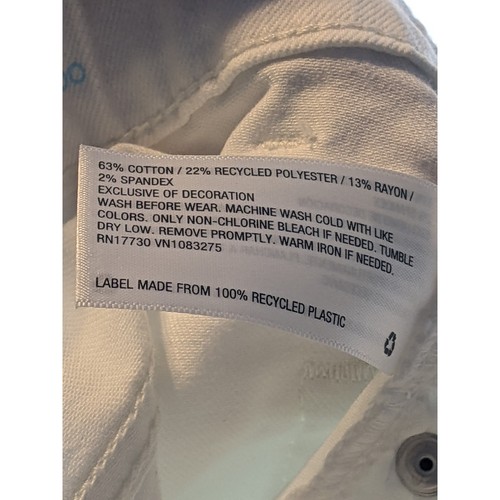 63% COTTON / 22% RECYCLED POLYESTER / 13% RAYON /
2% SPANDEX
EXCLUSIVE OF DECORATION
WASH BEFORE WEAR. MACHINE WASH COLD WITH LIKE
COLORS. ONLY NON-CHLORINE BLEACH IF NEEDED. TUMBLE
DRY LOW. REMOVE PROMPTLY. WARM IRON IF NEEDED.
RN17730 VN1083275
LABEL MADE FROM 100% RECYCLED PLASTIC